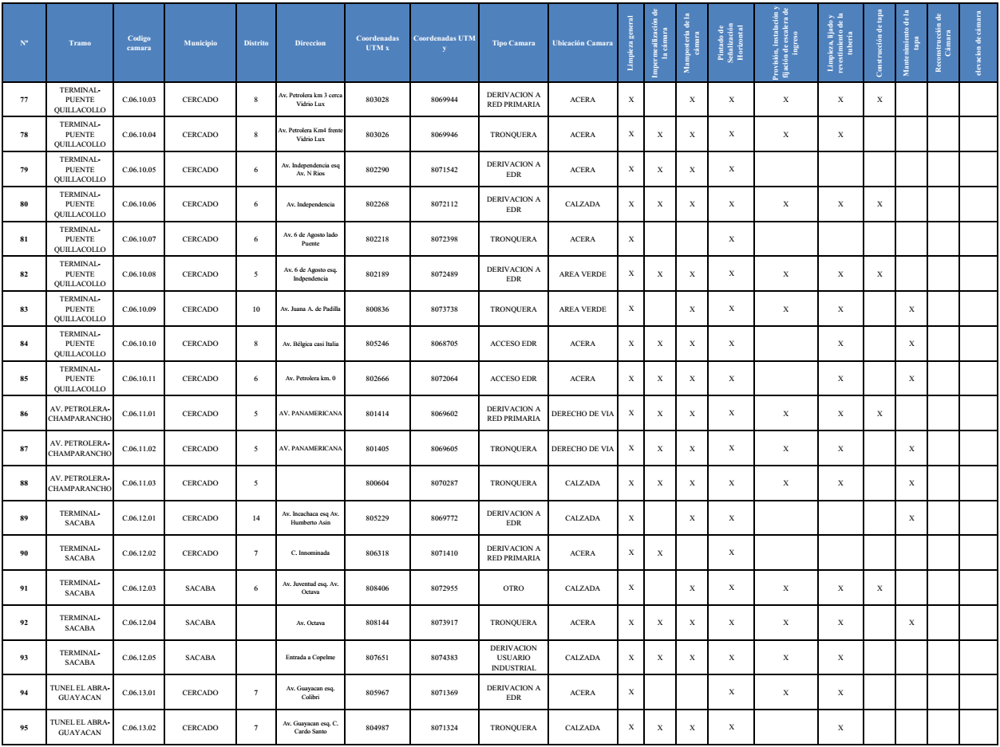 Nº Tramo Codigo camara Municipio Distrito Direccion Coordenadas UTM x Coordenadas UTM y Tipo Camara Ubicación Camara Limpieza general Impermealización de la cámara Mampostería de la cámara Pintado de Señalización Horizontal Provisión, instalación y fijación de escalera de ingreso Limpieza, lijado y revestimiento de la tubería Construcción de tapa Mantenimiento de la tapa Reconstrucción de Cámara elevacion de cámara
77 TERMINAL-PUENTE QUILLACOLLO C.06.10.03 CERCADO 8 Av. Petrolera km 3 cerca Vidrio Lux 803028 8069944 DERIVACION A RED PRIMARIA ACERA X X X X X X
78 TERMINAL-PUENTE QUILLACOLLO C.06.10.04 CERCADO 8 Av. Petrolera Km4 frente Vidrio Lux 803026 8069946 TRONQUERA ACERA X X X X X X
79 TERMINAL-PUENTE QUILLACOLLO C.06.10.05 CERCADO 6 Av. Independencia esq Av. N Rios 802290 8071542 DERIVACION A EDR ACERA X X X X
80 TERMINAL-PUENTE QUILLACOLLO C.06.10.06 CERCADO 6 Av. Independencia 802268 8072112 DERIVACION A EDR CALZADA X X X X X X X
81 TERMINAL-PUENTE QUILLACOLLO C.06.10.07 CERCADO 6 Av. 6 de Agosto lado Puente 802218 8072398 TRONQUERA ACERA X X
82 TERMINAL-PUENTE QUILLACOLLO C.06.10.08 CERCADO 5 Av. 6 de Agosto esq. Indpendencia 802189 8072489 DERIVACION A EDR AREA VERDE X X X X X X X
83 TERMINAL-PUENTE QUILLACOLLO C.06.10.09 CERCADO 10 Av. Juana A. de Padilla 800836 8073738 TRONQUERA AREA VERDE X X X X X X
84 TERMINAL-PUENTE QUILLACOLLO C.06.10.10 CERCADO 8 Av. Bélgica casi Italia 805246 8068705 ACCESO EDR ACERA X X X X X X
85 TERMINAL-PUENTE QUILLACOLLO C.06.10.11 CERCADO 6 Av. Petrolera km. 0 802666 8072064 ACCESO EDR ACERA X X X X X X
86 AV. PETROLERA-CHAMPARANCHO C.06.11.01 CERCADO 5 AV. PANAMERICANA 801414 8069602 DERIVACION A RED PRIMARIA DERECHO DE VIA X X X X X X X
87 AV. PETROLERA-CHAMPARANCHO C.06.11.02 CERCADO 5 AV. PANAMERICANA 801405 8069605 TRONQUERA DERECHO DE VIA X X X X X X X
88 AV. PETROLERA-CHAMPARANCHO C.06.11.03 CERCADO 5 800604 8070287 TRONQUERA CALZADA X X X X X X X
89 TERMINAL-SACABA C.06.12.01 CERCADO 14 Av. Incachaca esq Av. Humberto Asin 805229 8069772 DERIVACION A EDR CALZADA X X X X X
90 TERMINAL-SACABA C.06.12.02 CERCADO 7 C. Innominada 806318 8071410 DERIVACION A RED PRIMARIA ACERA X X X
91 TERMINAL-SACABA C.06.12.03 SACABA 6 Av. Juventud esq. Av. Octava 808406 8072955 OTRO CALZADA X X X X X X
92 TERMINAL-SACABA C.06.12.04 SACABA Av. Octava 808144 8073917 TRONQUERA ACERA X X X X X X X
93 TERMINAL-SACABA C.06.12.05 SACABA Entrada a Copelme 807651 8074383 DERIVACION USUARIO INDUSTRIAL CALZADA X X X X X X
94 TUNEL EL ABRA-GUAYACAN C.06.13.01 CERCADO 7 Av. Guayacan esq. Colibri 805967 8071369 DERIVACION A EDR ACERA X X X X
95 TUNEL EL ABRA-GUAYACAN C.06.13.02 CERCADO 7 Av. Guayacan esq. C. Cardo Santo 804987 8071324 TRONQUERA CALZADA X X X X X